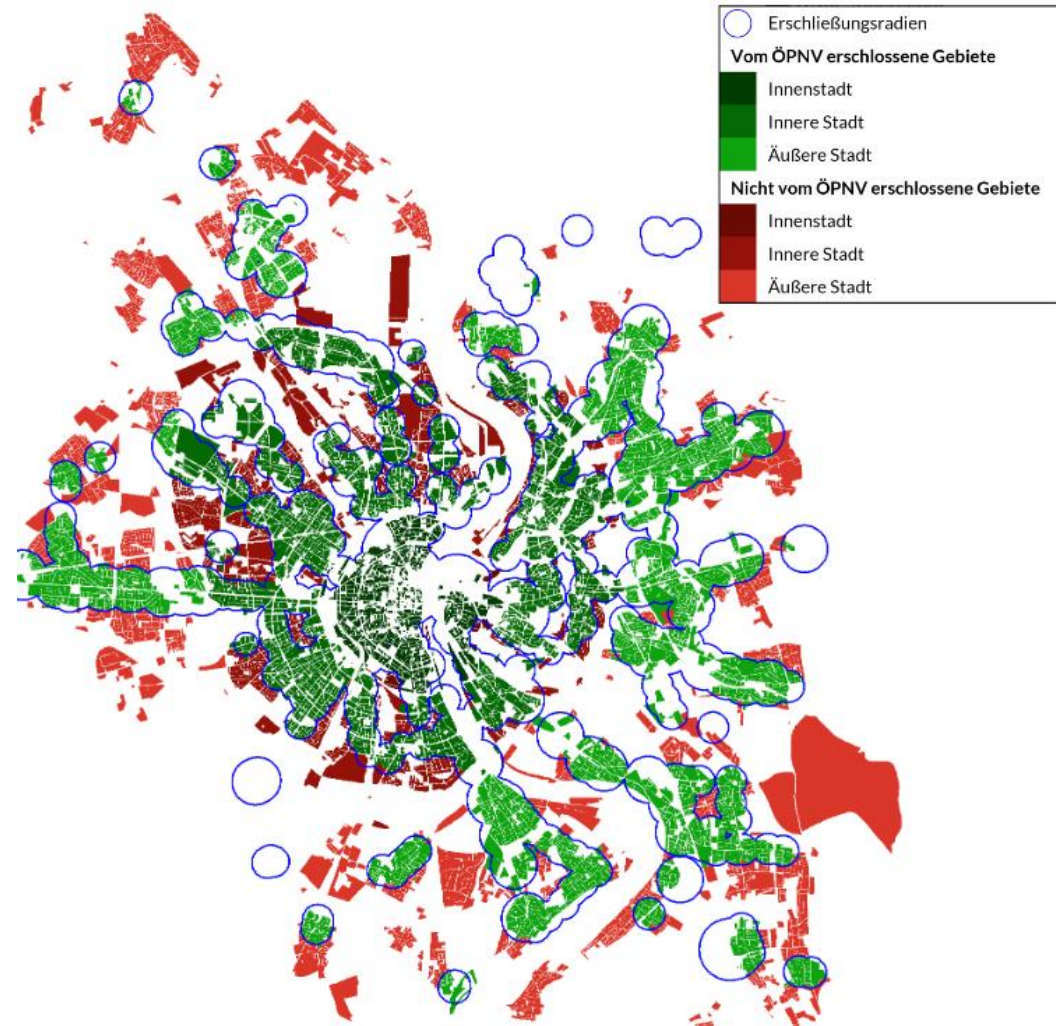 Erschließungsradien
Vom ÖPNV erschlossene Gebiete
Innenstadt
Innere Stadt
Äußere Stadt
Nicht vom ÖPNV erschlossene Gebiete
Innenstadt
Innere Stadt
Äußere Stadt